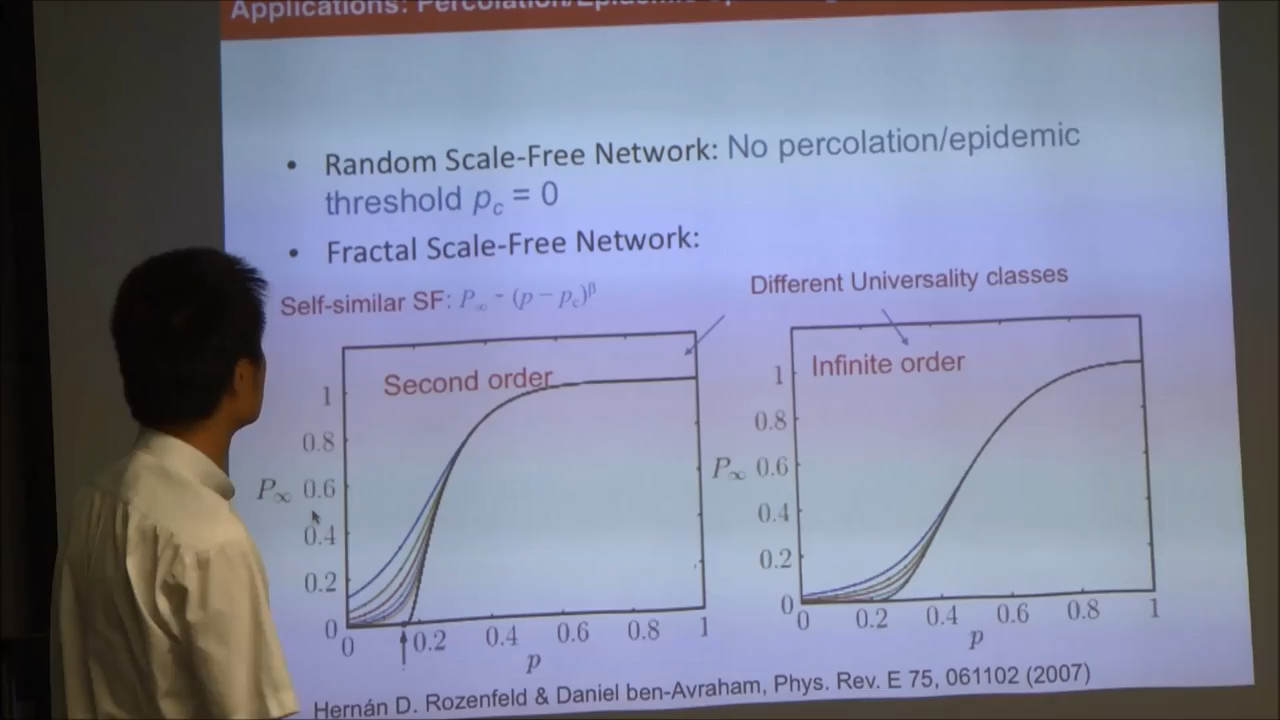 Applications: Percolation/Epidemic
• Random Scale-Free Network: No percolation/epidemic
threshold p_c = 0
• Fractal Scale-Free Network:
Different Universality classes
Self-similar SF: P∞ ~ (p − p_c)^β
Second order
Infinite order
1
0.8
P∞ 0.6
0.4
0.2
0
0 0.2 0.4 0.6 0.8 1
p
1
0.8
P∞ 0.6
0.4
0.2
0
0 0.2 0.4 0.6 0.8 1
p
Hernán D. Rozenfeld & Daniel ben-Avraham, Phys. Rev. E 75, 061102 (2007)